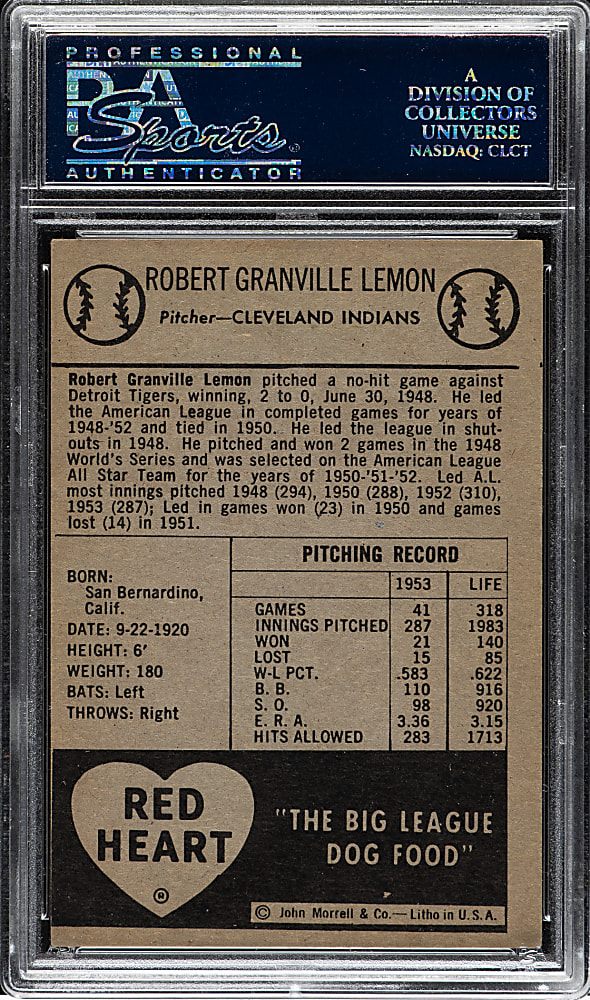 PROFESSIONAL
PSA
Sports
AUTHENTICATOR
A
DIVISION OF
COLLECTORS
UNIVERSE
NASDAQ: CLCT
ROBERT GRANVILLE LEMON
Pitcher—CLEVELAND INDIANS
Robert Granville Lemon pitched a no-hit game against
Detroit Tigers, winning, 2 to 0, June 30, 1948. He led
the American League in completed games for years of
1948-'52 and tied in 1950. He led the league in shut-
outs in 1948. He pitched and won 2 games in the 1948
World's Series and was selected on the American League
All Star Team for the years of 1950-'51-'52. Led A.L.
most innings pitched 1948 (294), 1950 (288), 1952 (310),
1953 (287); Led in games won (23) in 1950 and games
lost (14) in 1951.
BORN:
San Bernardino,
Calif.
DATE: 9-22-1920
HEIGHT: 6'
WEIGHT: 180
BATS: Left
THROWS: Right
PITCHING RECORD
1953 LIFE
GAMES 41 318
INNINGS PITCHED 287 1983
WON 21 140
LOST 15 85
W-L PCT. .583 .622
B. B. 110 916
S. O. 98 920
E. R. A. 3.36 3.15
HITS ALLOWED 283 1713
RED
HEART
®
"THE BIG LEAGUE
DOG FOOD"
© John Morrell & Co.—Litho in U.S.A.